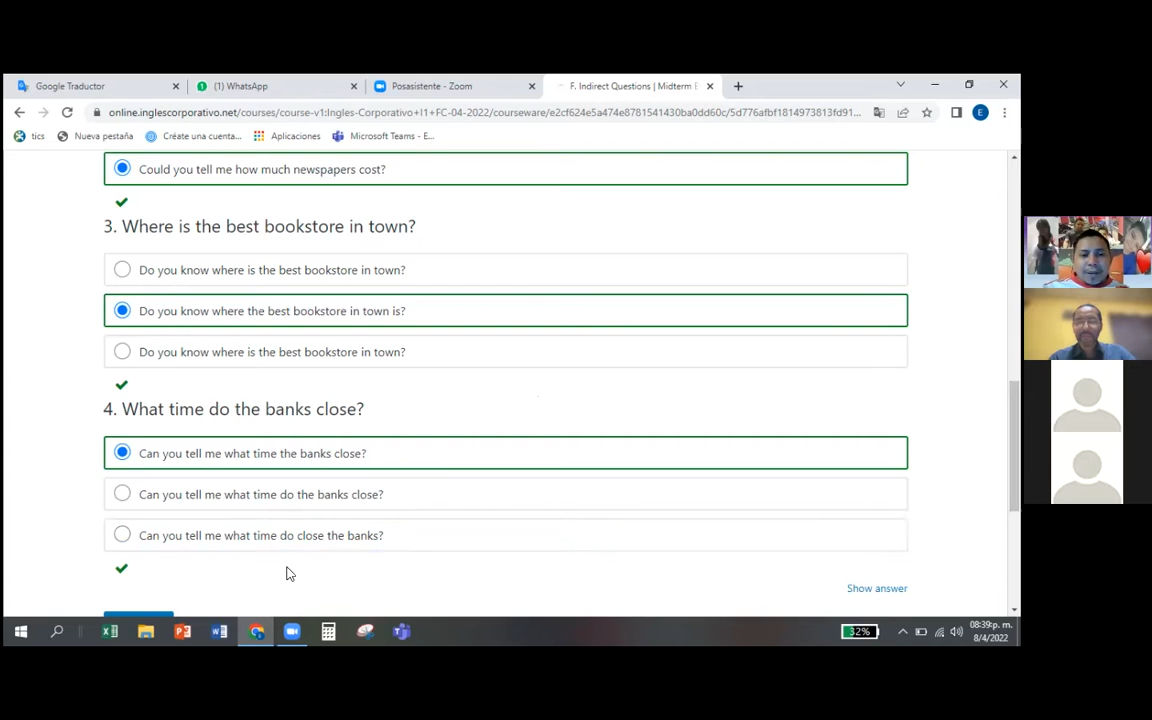 Google Traductor
(1) WhatsApp
Posasistente - Zoom
F. Indirect Questions | Midterm E
online.inglescorporativo.net/courses/course-v1:Ingles-Corporativo+I1+FC-04-2022/courseware/e2cf624e5a474e8781541430ba0dd60c/5d776afbf1814973813fd91...
E
tics
Nueva pestaña
Créate una cuenta...
Aplicaciones
Microsoft Teams - E...
Could you tell me how much newspapers cost?
3. Where is the best bookstore in town?
Do you know where is the best bookstore in town?
Do you know where the best bookstore in town is?
Do you know where is the best bookstore in town?
4. What time do the banks close?
Can you tell me what time the banks close?
Can you tell me what time do the banks close?
Can you tell me what time do close the banks?
Show answer
32%
08:39 p. m.
8/4/2022